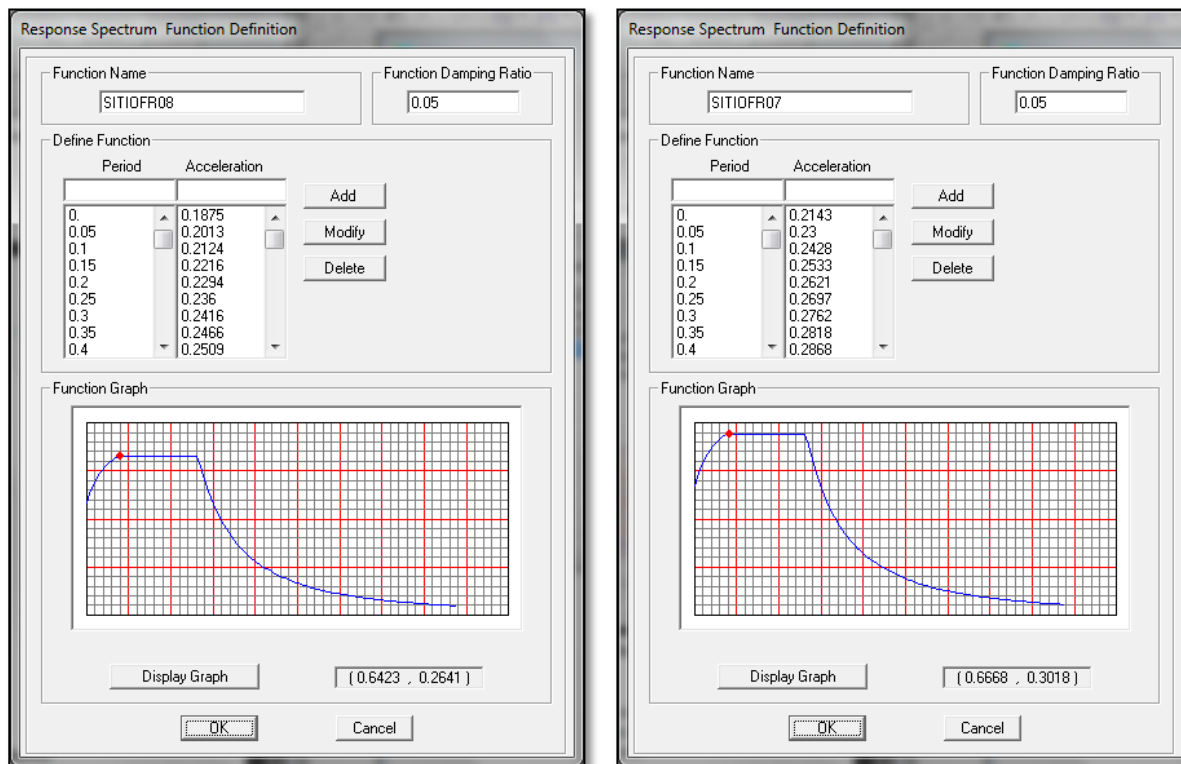 Response Spectrum Function Definition
Function Name
SITIOFR08
Function Damping Ratio
0.05
Define Function
Period Acceleration
0. 0.1875
0.05 0.2013
0.1 0.2124
0.15 0.2216
0.2 0.2294
0.25 0.236
0.3 0.2416
0.35 0.2466
0.4 0.2509
Add
Modify
Delete
Function Graph
Display Graph
( 0.6423 , 0.2641 )
OK
Cancel
Response Spectrum Function Definition
Function Name
SITIOFR07
Function Damping Ratio
0.05
Define Function
Period Acceleration
0. 0.2143
0.05 0.23
0.1 0.2428
0.15 0.2533
0.2 0.2621
0.25 0.2697
0.3 0.2762
0.35 0.2818
0.4 0.2868
Add
Modify
Delete
Function Graph
Display Graph
( 0.6668 , 0.3018 )
OK
Cancel